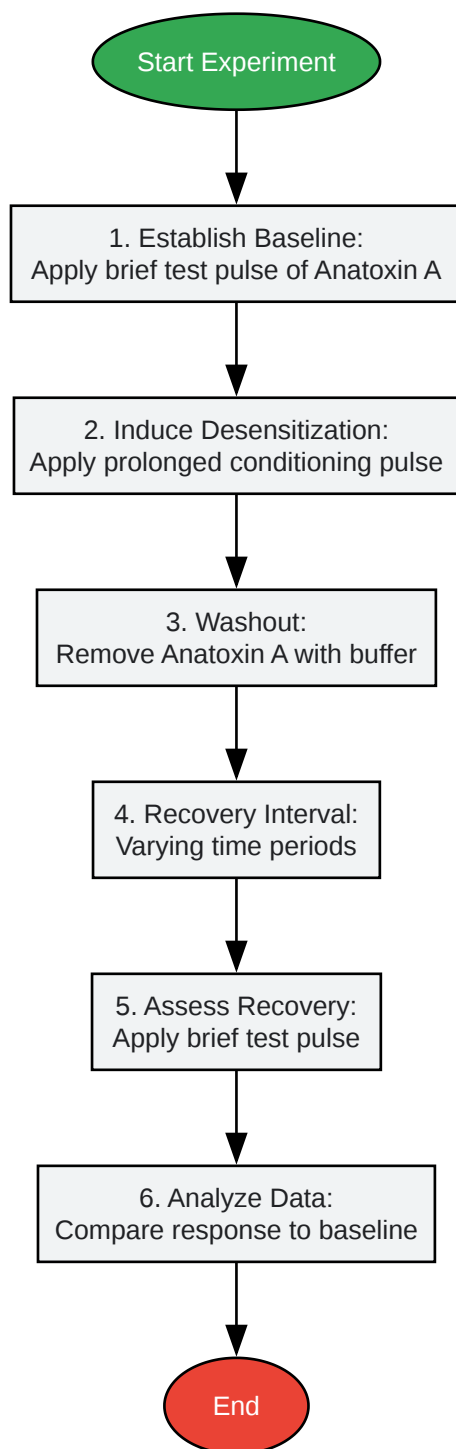 Start Experiment
1. Establish Baseline:
Apply brief test pulse of Anatoxin A
2. Induce Desensitization:
Apply prolonged conditioning pulse
3. Washout:
Remove Anatoxin A with buffer
4. Recovery Interval:
Varying time periods
5. Assess Recovery:
Apply brief test pulse
6. Analyze Data:
Compare response to baseline
End